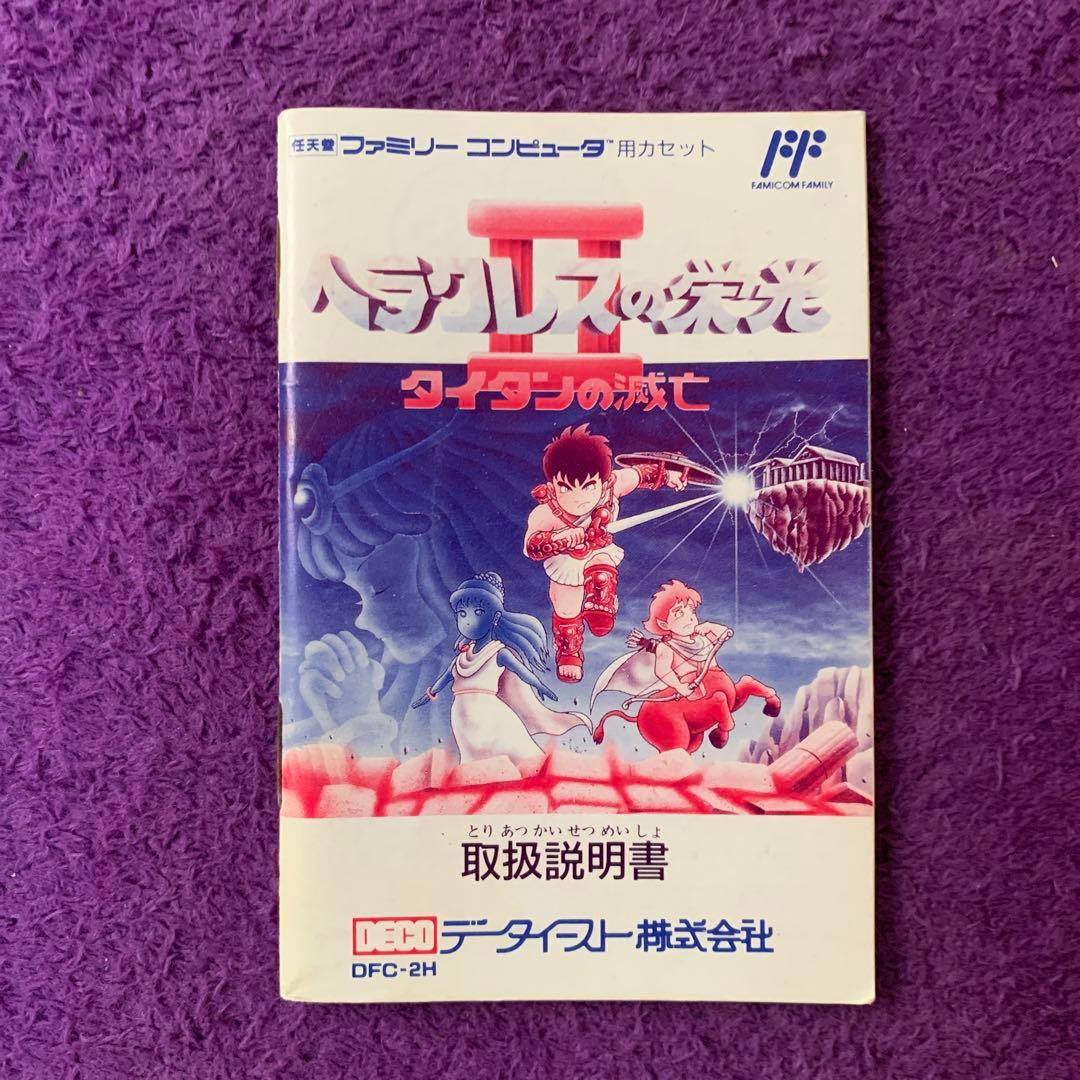 任天堂 ファミリー コンピュータ™ 用カセット
FF
FAMICOM FAMILY
II
ヘラクレスの栄光
タイタンの滅亡
とり あつ かい せつ めい しょ
取扱説明書
DECO データイースト株式会社
DFC-2H